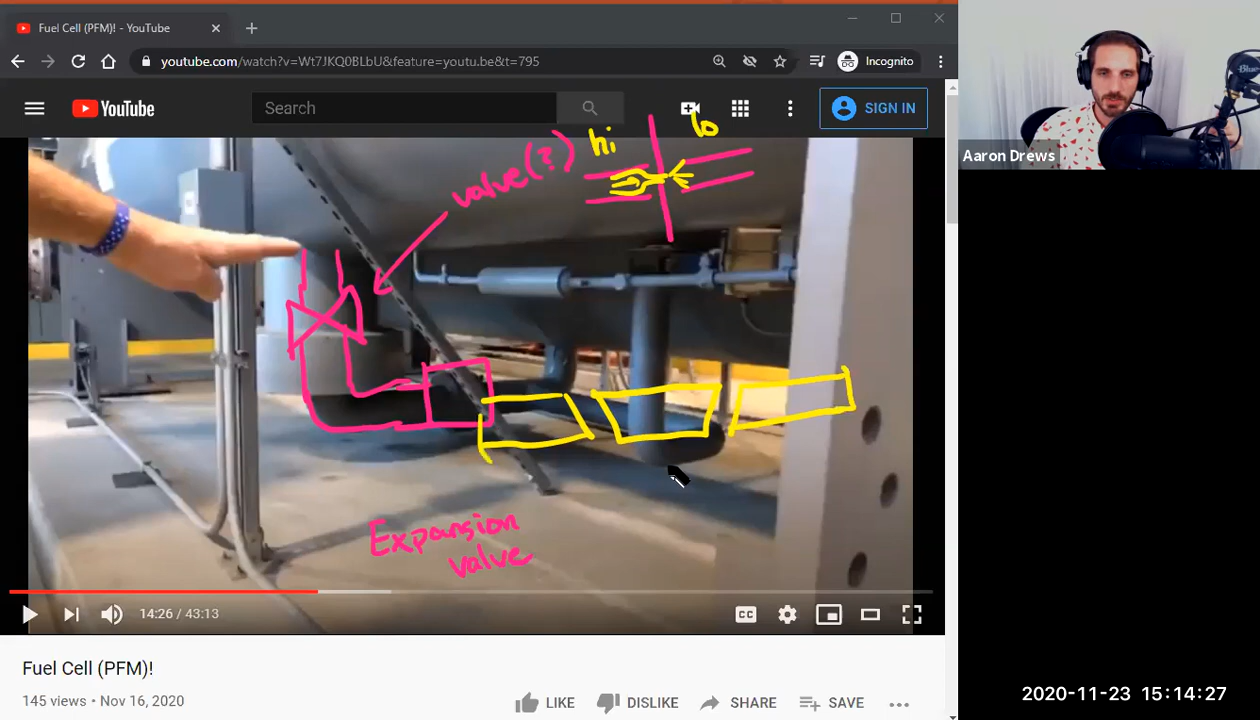 Fuel Cell (PFM)! - YouTube
youtube.com/watch?v=Wt7JKQ0BLbU&feature=youtu.be&t=795
Incognito
YouTube
Search
SIGN IN
Aaron Drews
hi
lo
valve(?)
Expansion
valve
14:26 / 43:13
CC
Fuel Cell (PFM)!
145 views • Nov 16, 2020
LIKE
DISLIKE
SHARE
SAVE
2020-11-23 15:14:27